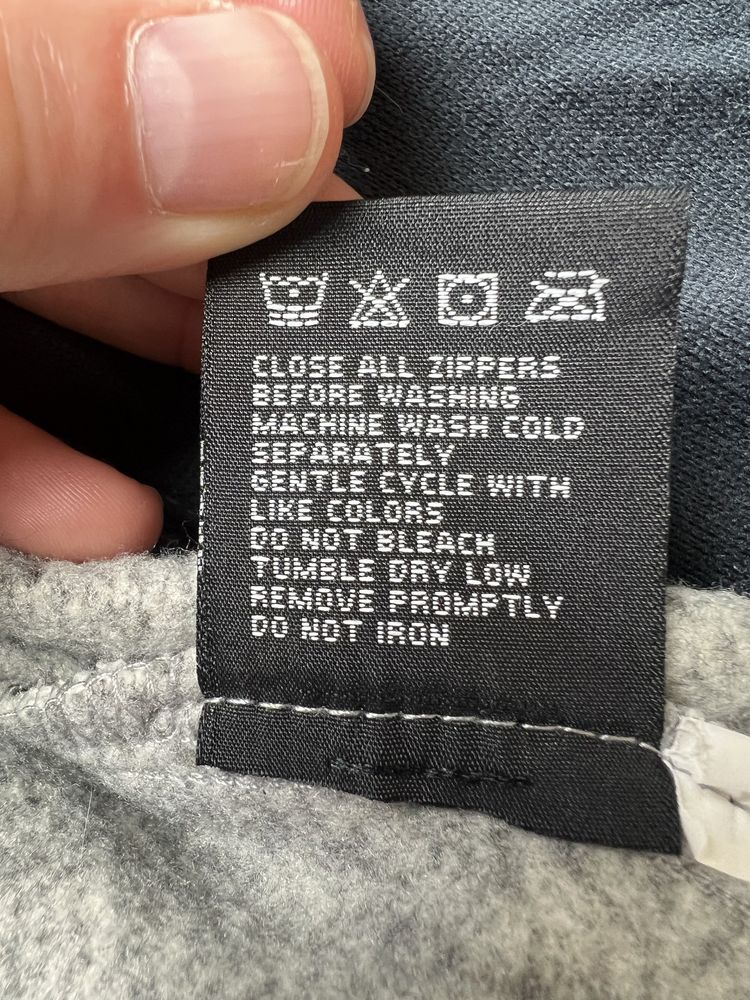 CLOSE ALL ZIPPERS
BEFORE WASHING
MACHINE WASH COLD
SEPARATELY
GENTLE CYCLE WITH
LIKE COLORS
DO NOT BLEACH
TUMBLE DRY LOW
REMOVE PROMPTLY
DO NOT IRON